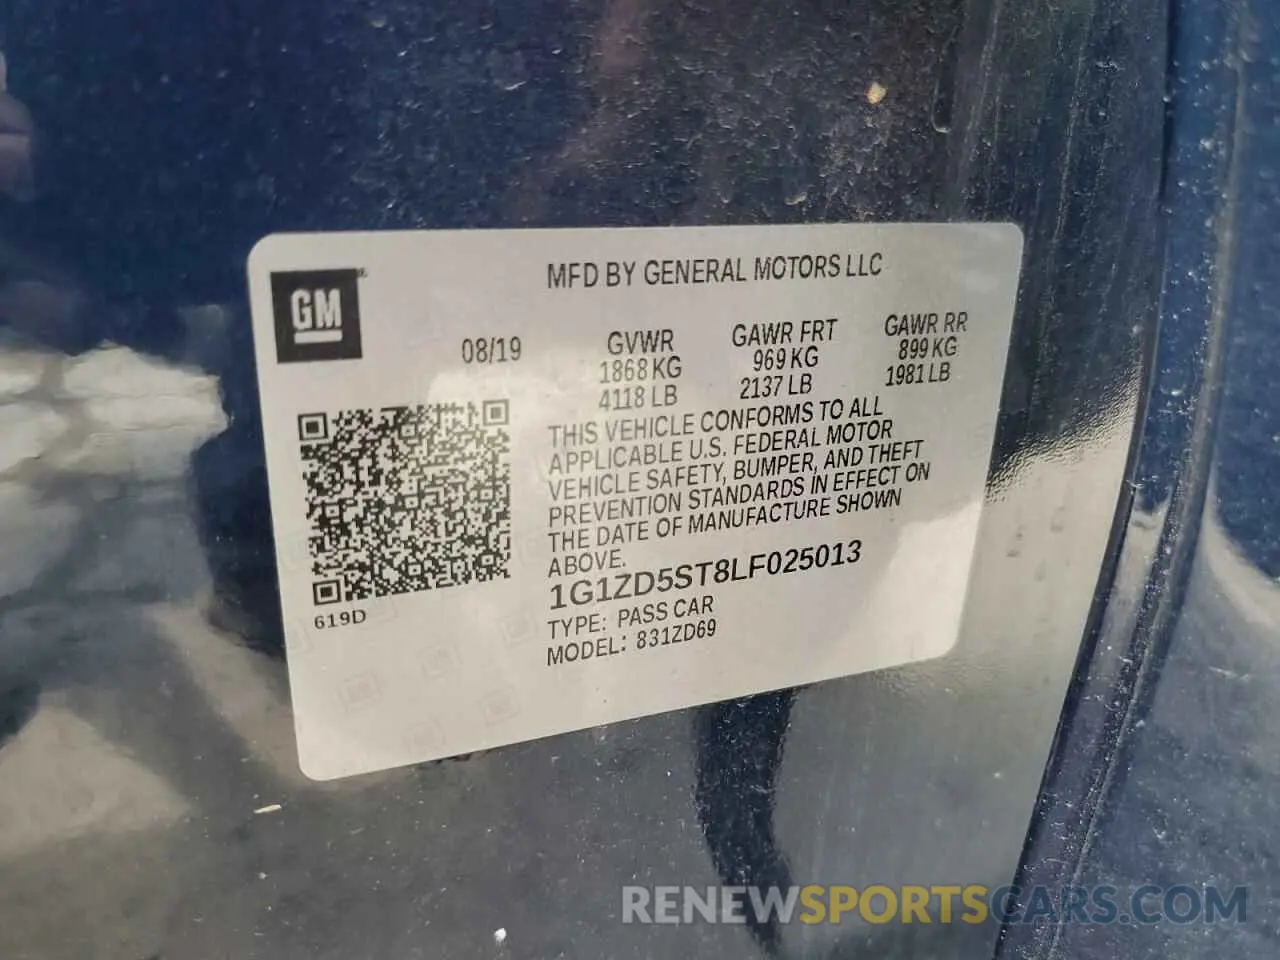 MFD BY GENERAL MOTORS LLC
GM
08/19
GVWR
1868 KG
4118 LB
GAWR FRT
969 KG
2137 LB
GAWR RR
899 KG
1981 LB
THIS VEHICLE CONFORMS TO ALL
APPLICABLE U.S. FEDERAL MOTOR
VEHICLE SAFETY, BUMPER, AND THEFT
PREVENTION STANDARDS IN EFFECT ON
THE DATE OF MANUFACTURE SHOWN
ABOVE.
1G1ZD5ST8LF025013
TYPE: PASS CAR
MODEL: 831ZD69
619D
RENEWSPORTSCARS.COM